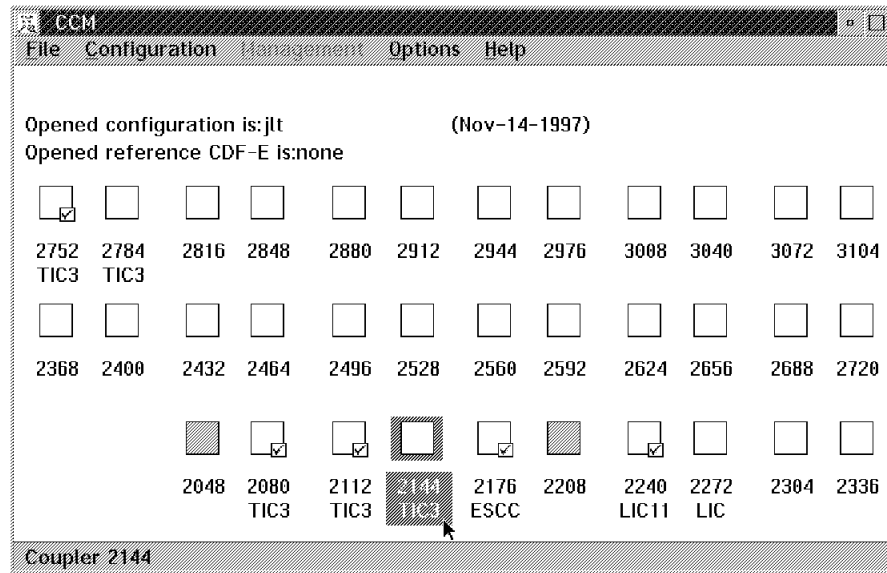 CCM
File Configuration Management Options Help
Opened configuration is:jlt (Nov-14-1997)
Opened reference CDF-E is:none
2752 2784 2816 2848 2880 2912 2944 2976 3008 3040 3072 3104
TIC3 TIC3
2368 2400 2432 2464 2496 2528 2560 2592 2624 2656 2688 2720
2048 2080 2112 2144 2176 2208 2240 2272 2304 2336
TIC3 TIC3 TIC3 ESCC LIC11 LIC
Coupler 2144